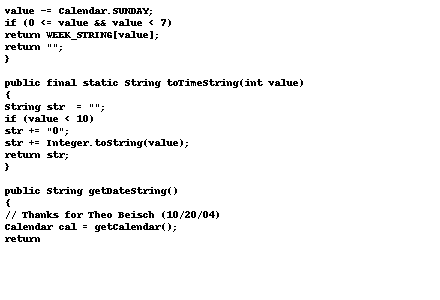 value -= Calendar.SUNDAY;
if (0 <= value && value < 7)
return WEEK_STRING[value];
return "";
}

public final static String toTimeString(int value)
{
String str  = "";
if (value < 10)
str += "0";
str += Integer.toString(value);
return str;
}

public String getDateString()
{
// Thanks for Theo Beisch (10/20/04)
Calendar cal = getCalendar();
return